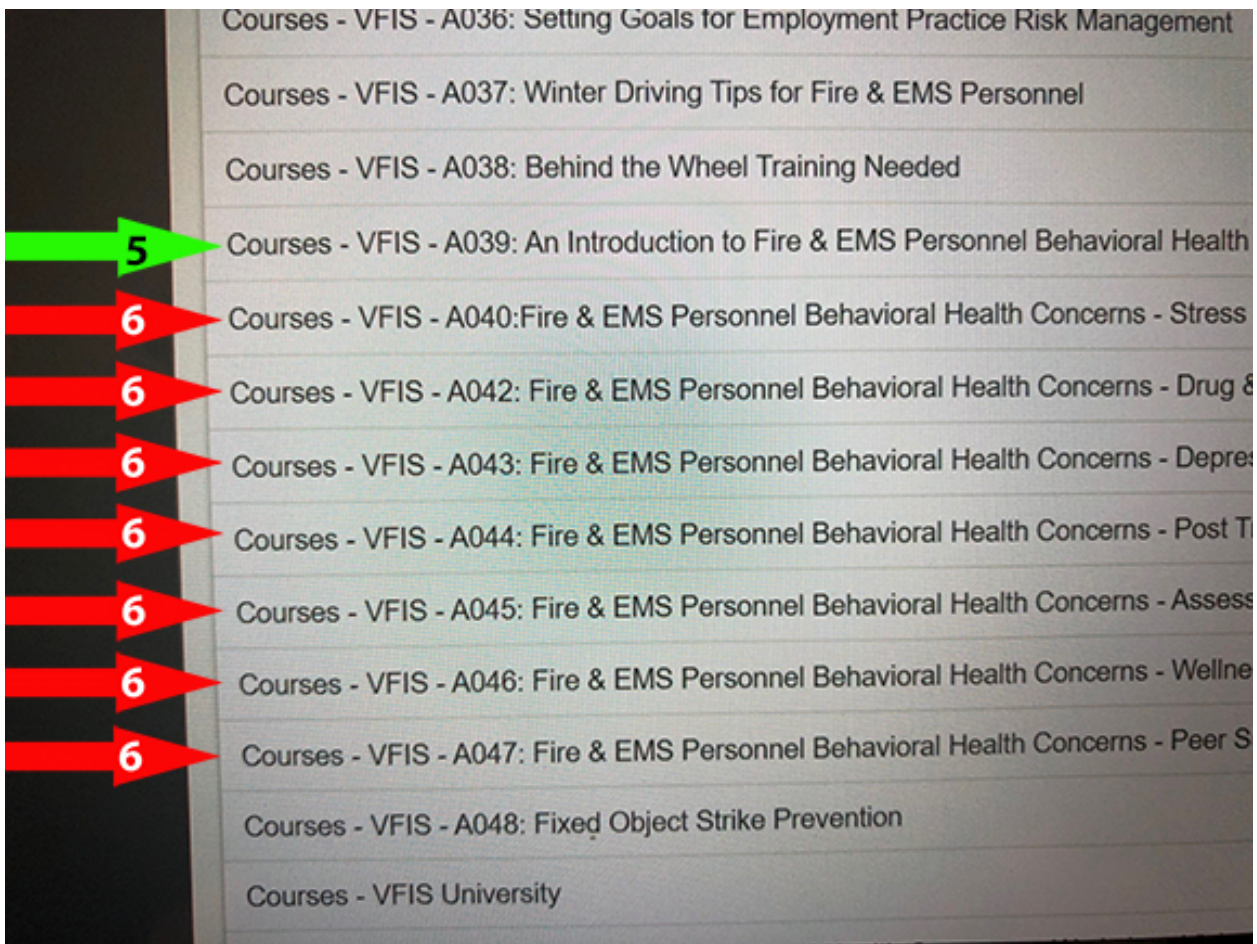 Courses - VFIS - A036: Setting Goals for Employment Practice Risk Management
Courses - VFIS - A037: Winter Driving Tips for Fire & EMS Personnel
Courses - VFIS - A038: Behind the Wheel Training Needed
5 Courses - VFIS - A039: An Introduction to Fire & EMS Personnel Behavioral Health
6 Courses - VFIS - A040:Fire & EMS Personnel Behavioral Health Concerns - Stress
6 Courses - VFIS - A042: Fire & EMS Personnel Behavioral Health Concerns - Drug &
6 Courses - VFIS - A043: Fire & EMS Personnel Behavioral Health Concerns - Depres
6 Courses - VFIS - A044: Fire & EMS Personnel Behavioral Health Concerns - Post
6 Courses - VFIS - A045: Fire & EMS Personnel Behavioral Health Concerns - Assess
6 Courses - VFIS - A046: Fire & EMS Personnel Behavioral Health Concerns - Wellne
6 Courses - VFIS - A047: Fire & EMS Personnel Behavioral Health Concerns - Peer S
Courses - VFIS - A048: Fixed Object Strike Prevention
Courses - VFIS University